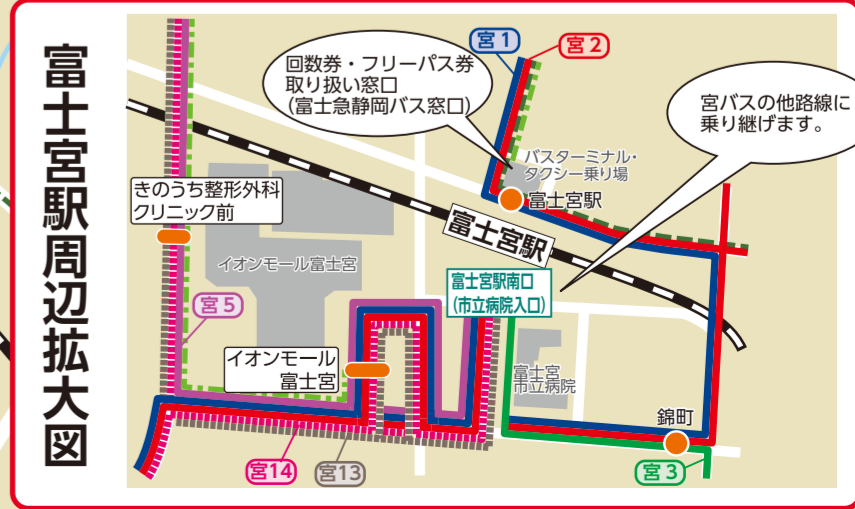 富士宮駅周辺拡大図
宮1
宮2
回数券・フリーパス券
取り扱い窓口
(富士急静岡バス窓口)
宮バスの他路線に
乗り継げます。
バスターミナル・
タクシー乗り場
富士宮駅
きのうち整形外科
クリニック前
富士宮駅
イオンモール富士宮
富士宮駅南口
(市立病院入口)
宮5
イオンモール
富士宮
富士宮
市立病院
錦町
宮14
宮13
宮3